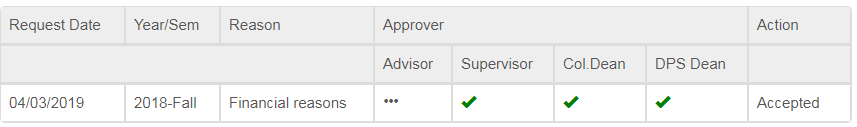 Request Date Year/Sem Reason Approver Action
Advisor Supervisor Col.Dean DPS Dean
04/03/2019 2018-Fall Financial reasons ••• ✔ ✔ ✔ Accepted